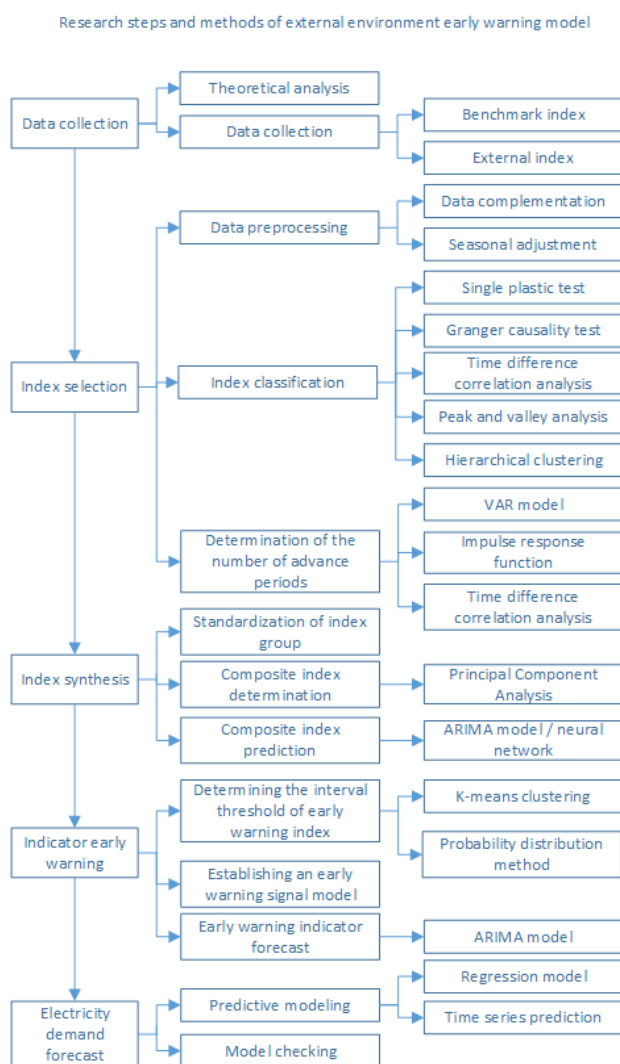 Research steps and methods of external environment early warning model
Data collection
Theoretical analysis
Data collection
Benchmark index
External index
Index selection
Data preprocessing
Data complementation
Seasonal adjustment
Index classification
Single plastic test
Granger causality test
Time difference
correlation analysis
Peak and valley analysis
Hierarchical clustering
Determination of the
number of advance
periods
VAR model
Impulse response
function
Time difference
correlation analysis
Index synthesis
Standardization of index
group
Composite index
determination
Principal Component
Analysis
Composite index
prediction
ARIMA model / neural
network
Indicator early
warning
Determining the interval
threshold of early
warning index
K-means clustering
Probability distribution
method
Establishing an early
warning signal model
Early warning indicator
forecast
ARIMA model
Electricity
demand
forecast
Predictive modeling
Regression model
Time series prediction
Model checking